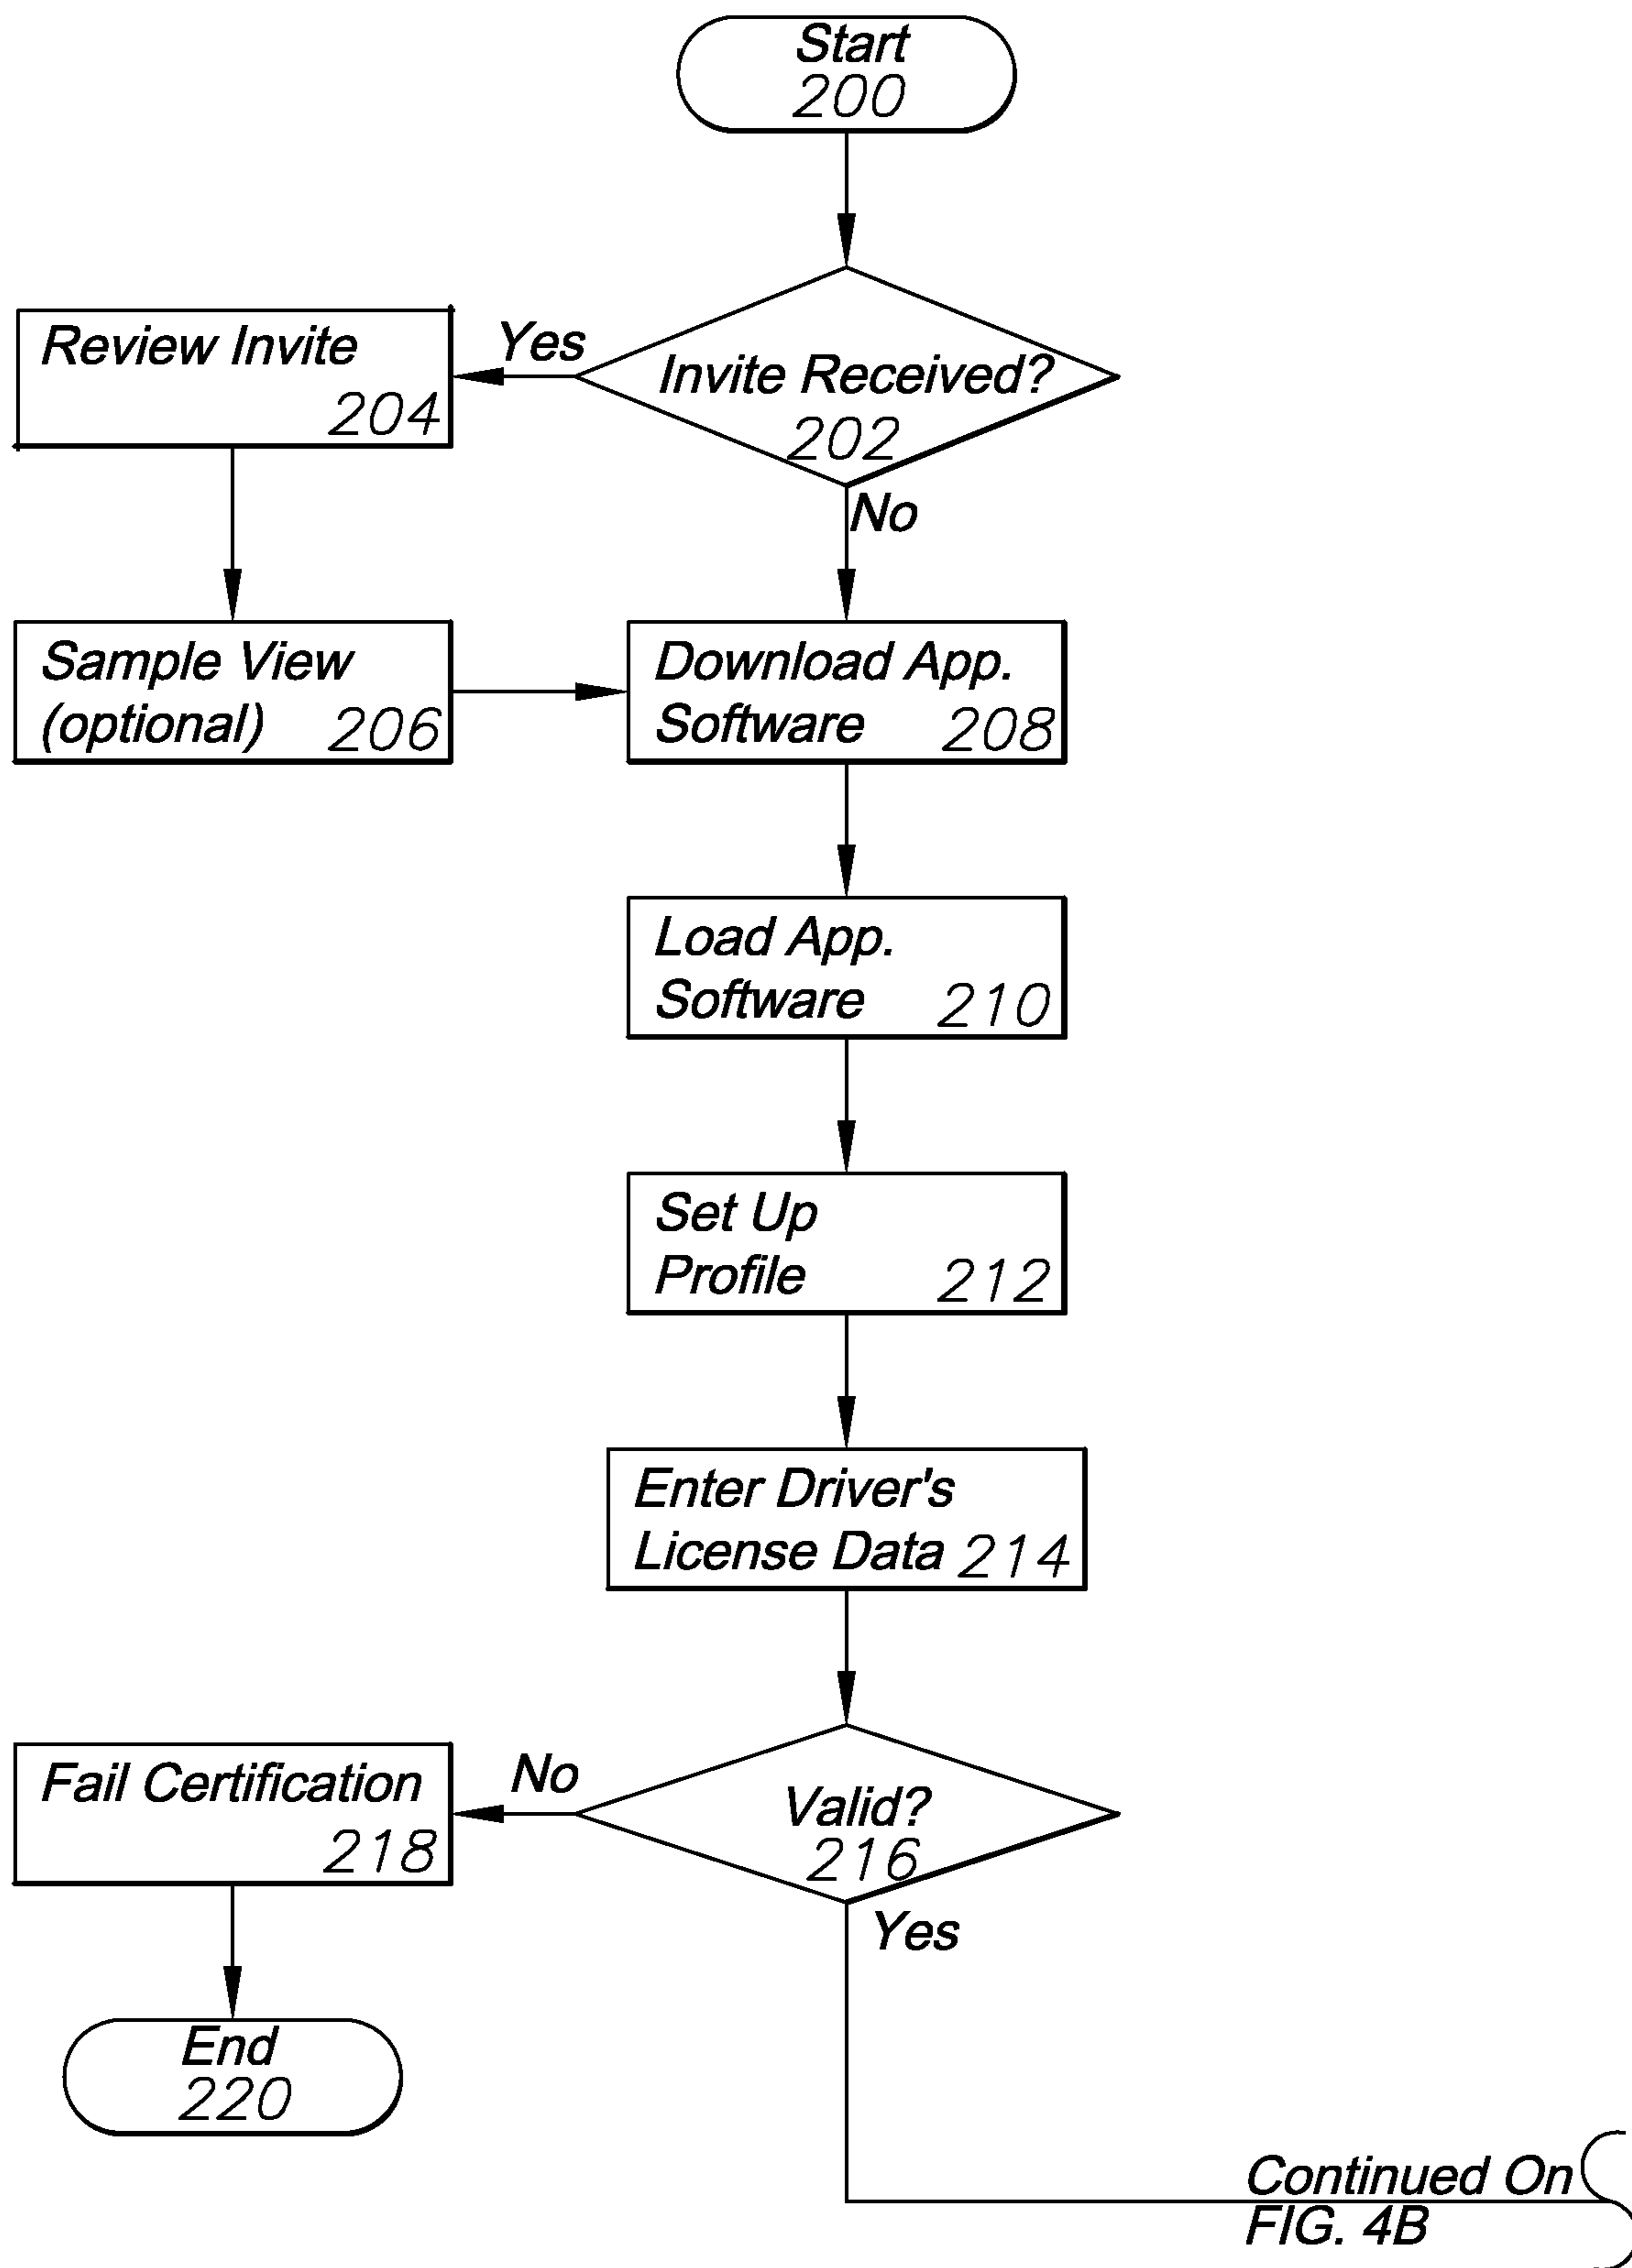 Start
200
Invite Received?
202
Yes
Review Invite
204
No
Sample View
(optional) 206
Download App.
Software 208
Load App.
Software 210
Set Up
Profile 212
Enter Driver's
License Data 214
Valid?
216
No
Fail Certification
218
Yes
End
220
Continued On
FIG. 4B